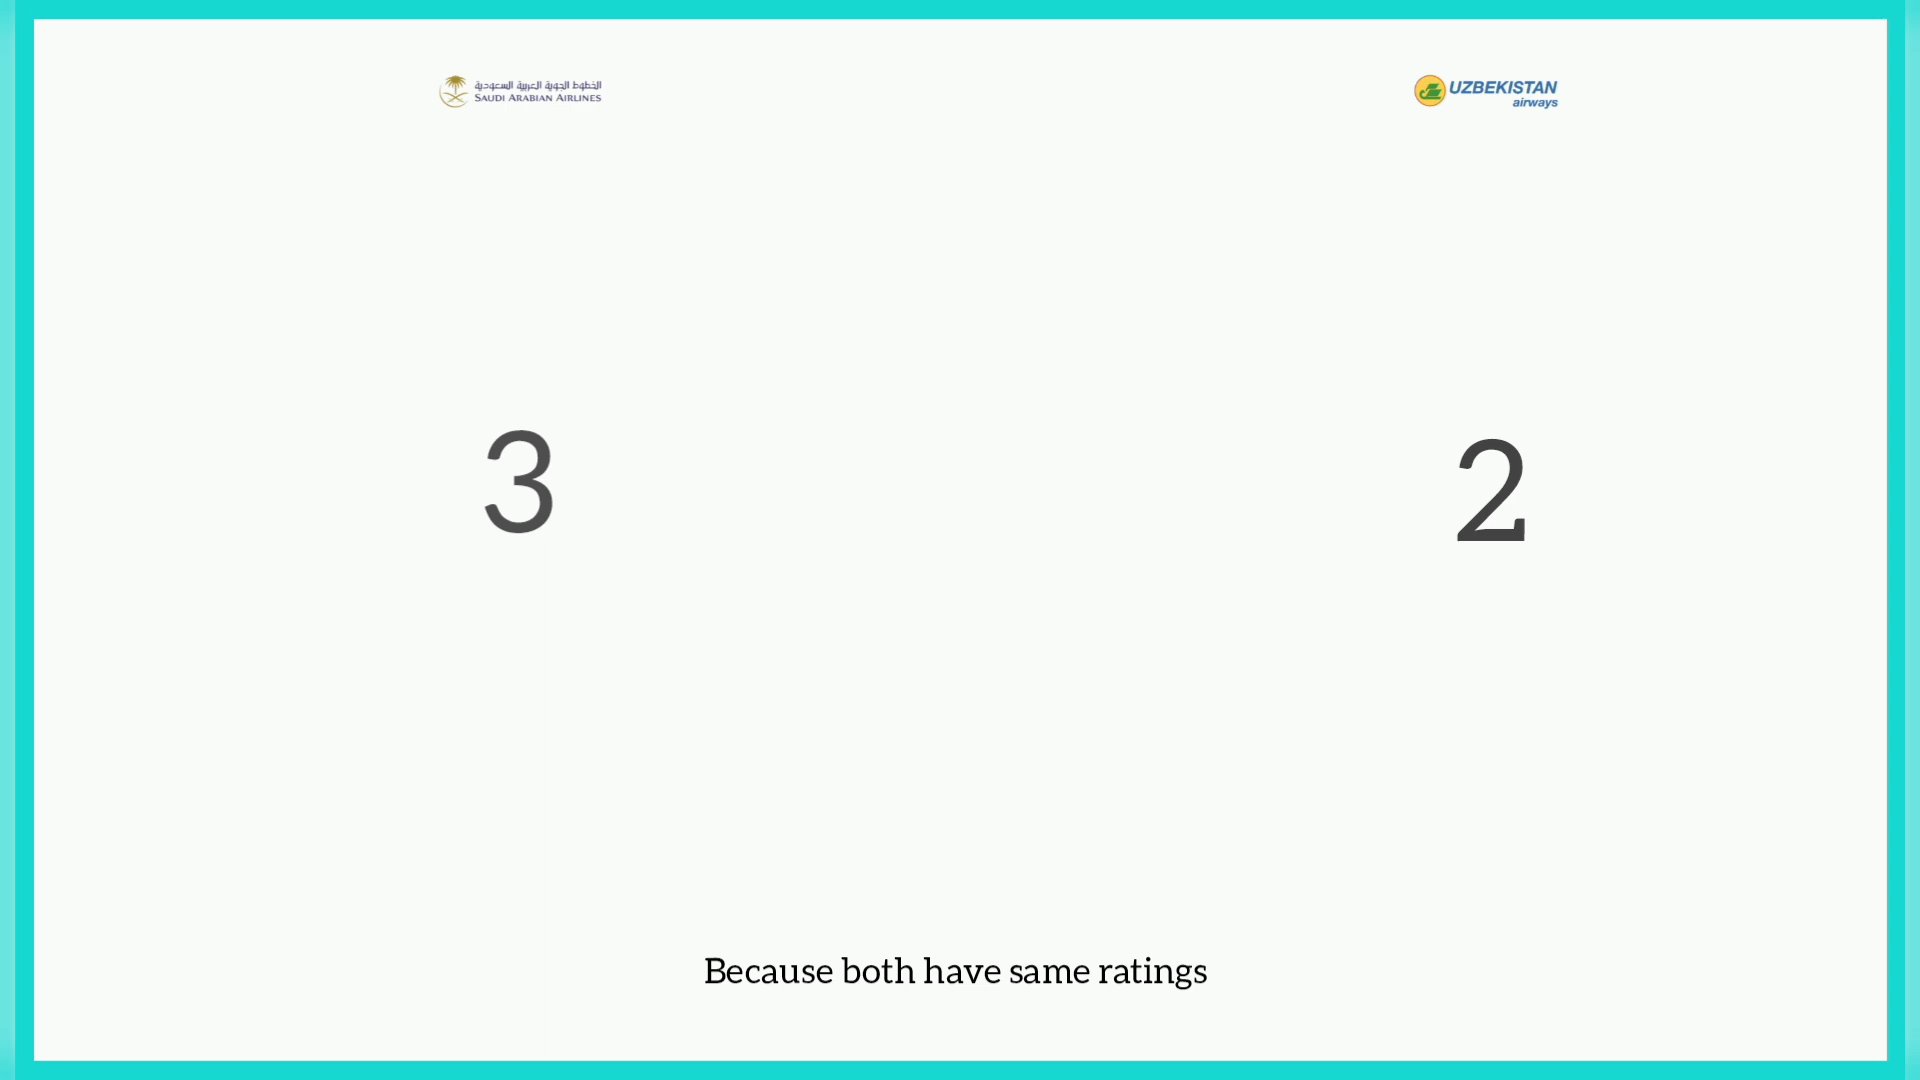 الخطوط الجوية العربية السعودية
SAUDI ARABIAN AIRLINES
UZBEKISTAN
airways
3
2
Because both have same ratings